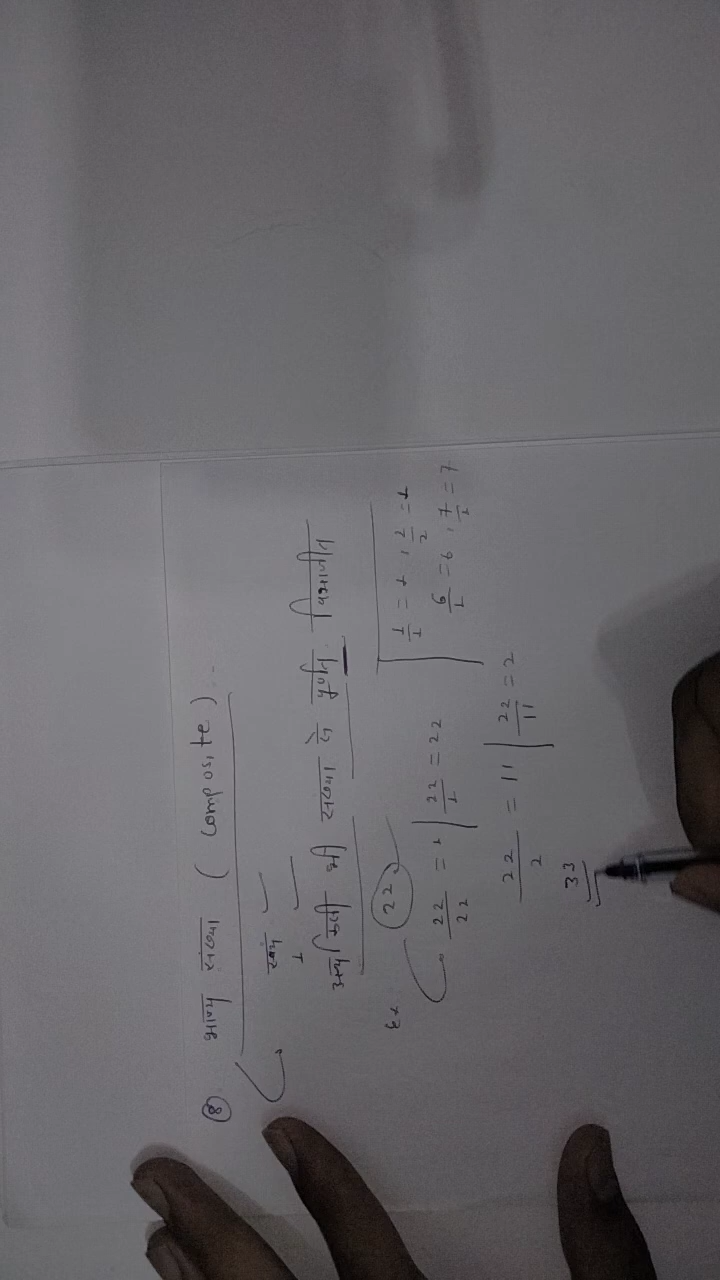 ⑧. भाज्य संख्या ( Composite ) :-
स्वयं
1
अन्य किसी भी संख्या से पूर्णतः विभाजीत
Ex 22
22/22 = 1 | 22/1 = 22
1/1 = 1, 2/2 = 1
6/1 = 6, 7/1 = 7
22/2 = 11 | 22/11 = 2
33